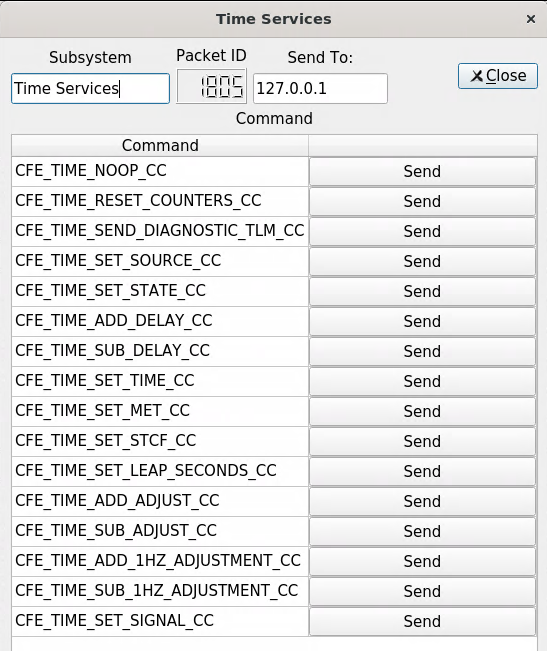 Time Services ×
Subsystem Packet ID Send To:
Time Services 1805 127.0.0.1 Close
Command
Command
CFE_TIME_NOOP_CC Send
CFE_TIME_RESET_COUNTERS_CC Send
CFE_TIME_SEND_DIAGNOSTIC_TLM_CC Send
CFE_TIME_SET_SOURCE_CC Send
CFE_TIME_SET_STATE_CC Send
CFE_TIME_ADD_DELAY_CC Send
CFE_TIME_SUB_DELAY_CC Send
CFE_TIME_SET_TIME_CC Send
CFE_TIME_SET_MET_CC Send
CFE_TIME_SET_STCF_CC Send
CFE_TIME_SET_LEAP_SECONDS_CC Send
CFE_TIME_ADD_ADJUST_CC Send
CFE_TIME_SUB_ADJUST_CC Send
CFE_TIME_ADD_1HZ_ADJUSTMENT_CC Send
CFE_TIME_SUB_1HZ_ADJUSTMENT_CC Send
CFE_TIME_SET_SIGNAL_CC Send